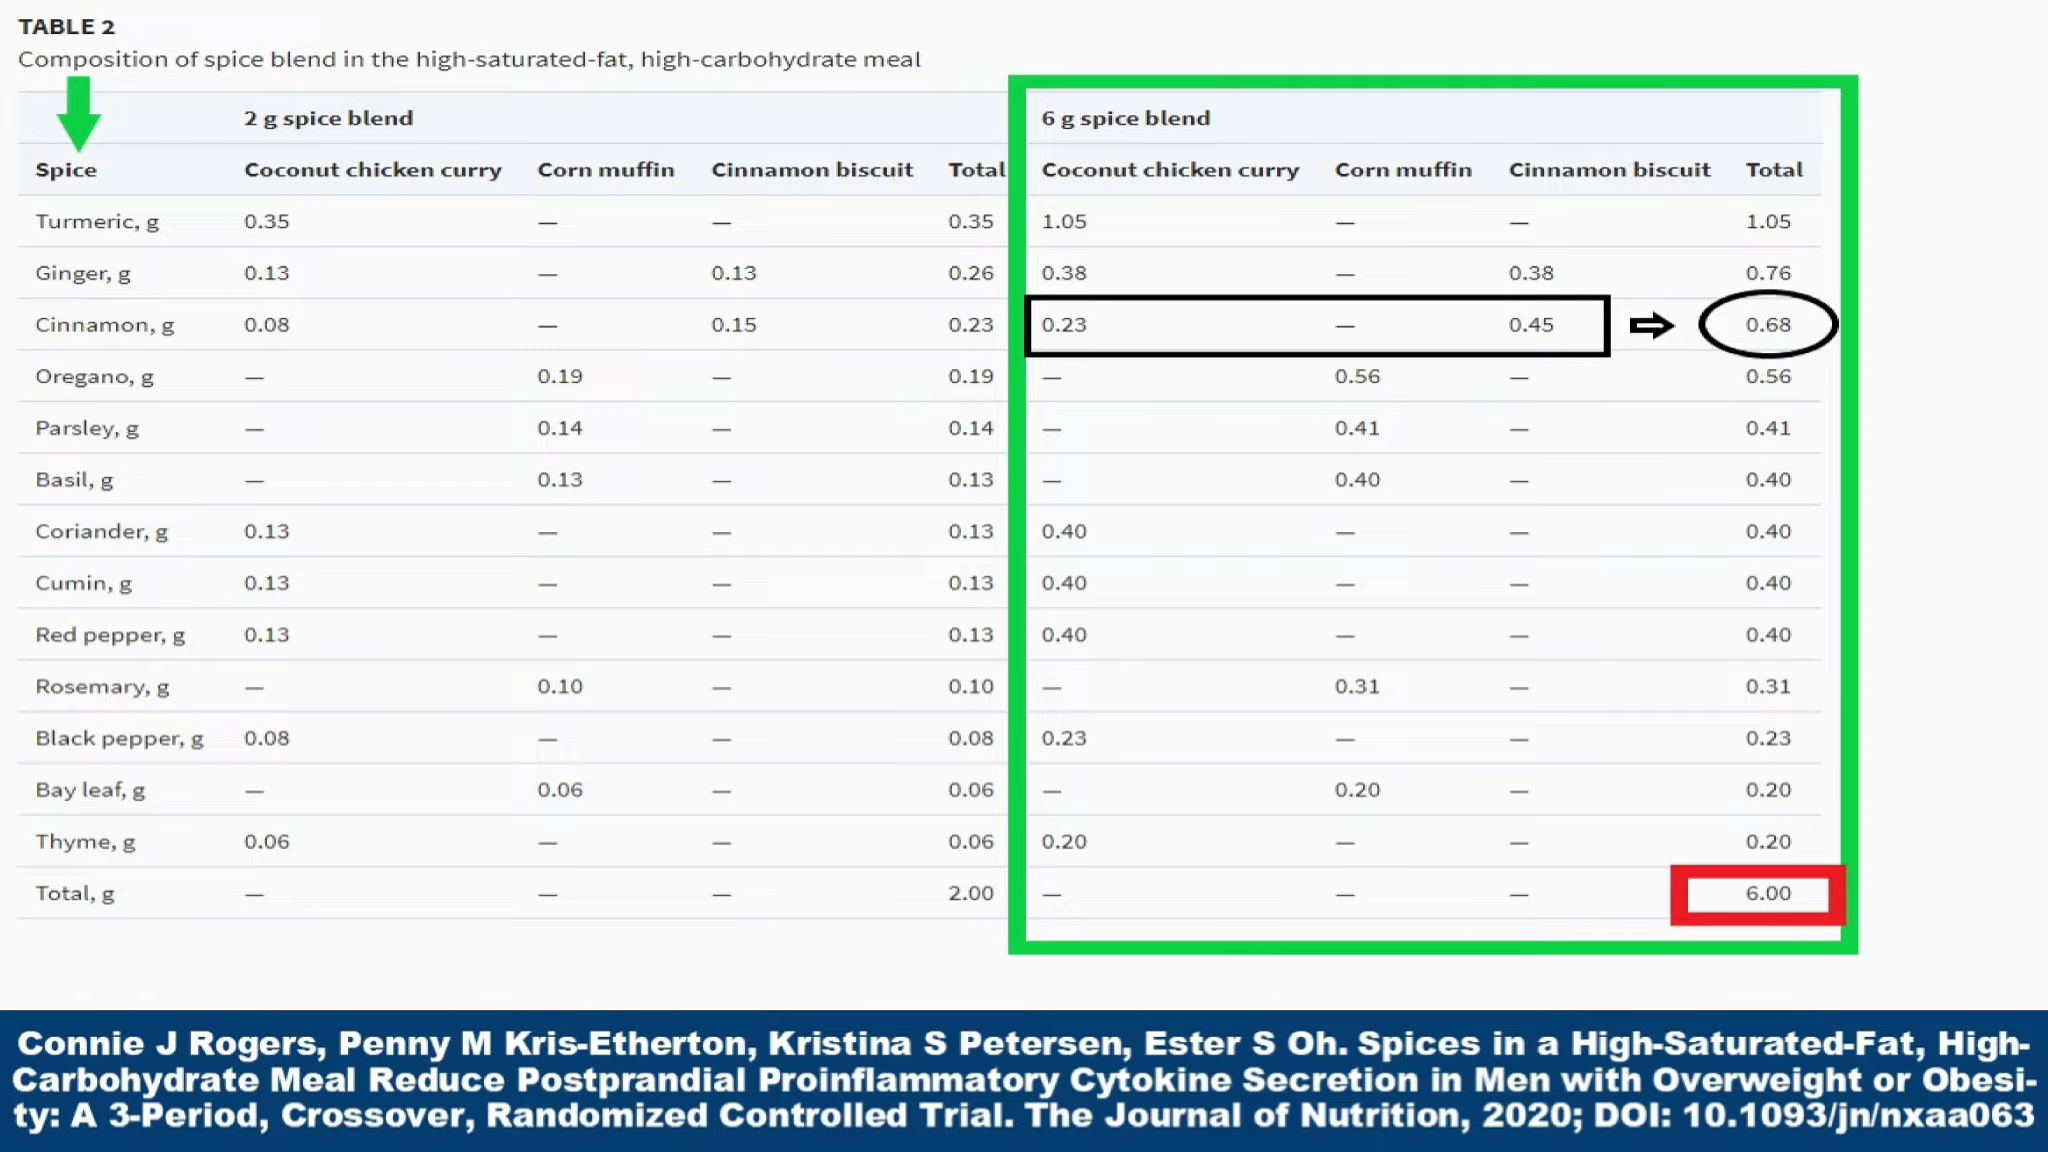 TABLE 2
Composition of spice blend in the high-saturated-fat, high-carbohydrate meal
2 g spice blend 6 g spice blend
Spice Coconut chicken curry Corn muffin Cinnamon biscuit Total Coconut chicken curry Corn muffin Cinnamon biscuit Total
Turmeric, g 0.35 — — 0.35 1.05 — — 1.05
Ginger, g 0.13 — 0.13 0.26 0.38 — 0.38 0.76
Cinnamon, g 0.08 — 0.15 0.23 0.23 — 0.45 0.68
Oregano, g — 0.19 — 0.19 — 0.56 — 0.56
Parsley, g — 0.14 — 0.14 — 0.41 — 0.41
Basil, g — 0.13 — 0.13 — 0.40 — 0.40
Coriander, g 0.13 — — 0.13 0.40 — — 0.40
Cumin, g 0.13 — — 0.13 0.40 — — 0.40
Red pepper, g 0.13 — — 0.13 0.40 — — 0.40
Rosemary, g — 0.10 — 0.10 — 0.31 — 0.31
Black pepper, g 0.08 — — 0.08 0.23 — — 0.23
Bay leaf, g — 0.06 — 0.06 — 0.20 — 0.20
Thyme, g 0.06 — — 0.06 0.20 — — 0.20
Total, g — — — 2.00 — — — 6.00
Connie J Rogers, Penny M Kris-Etherton, Kristina S Petersen, Ester S Oh. Spices in a High-Saturated-Fat, High-
Carbohydrate Meal Reduce Postprandial Proinflammatory Cytokine Secretion in Men with Overweight or Obesi-
ty: A 3-Period, Crossover, Randomized Controlled Trial. The Journal of Nutrition, 2020; DOI: 10.1093/jn/nxaa063